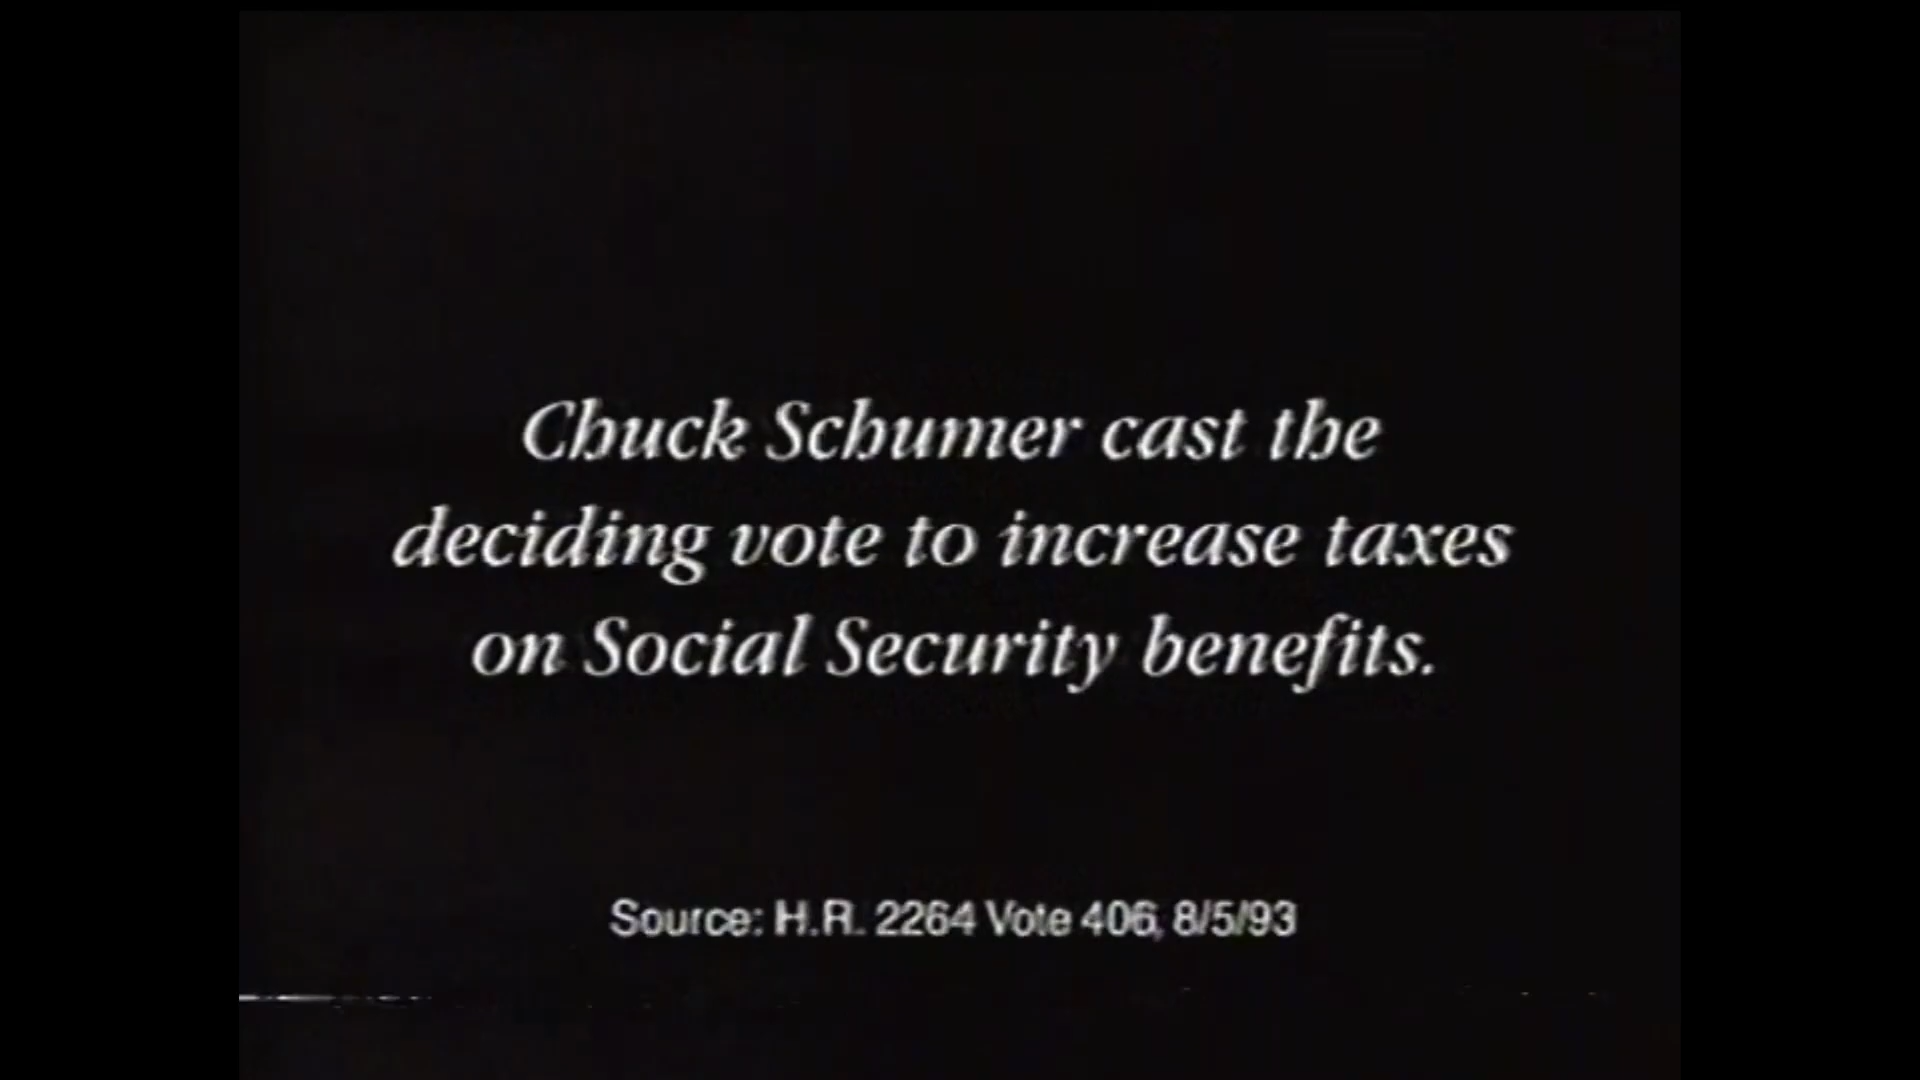 Chuck Schumer cast the
deciding vote to increase taxes
on Social Security benefits.
Source: H.R. 2264 Vote 406, 8/5/93